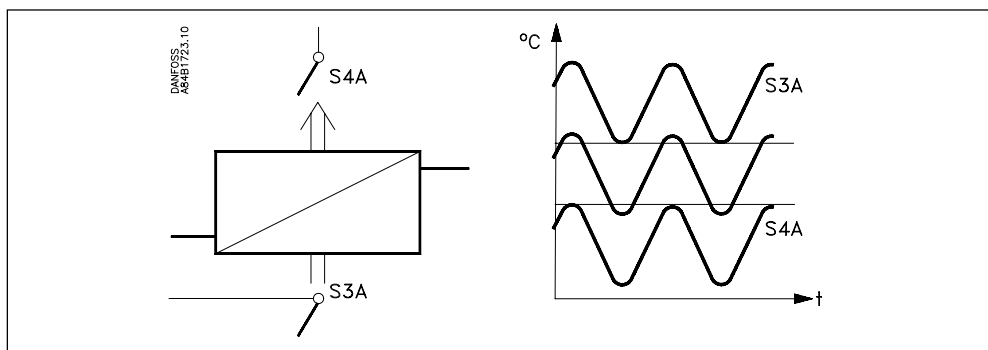 DANFOSS
A84B1723.10
S4A
S3A
°C
S3A
S4A
t